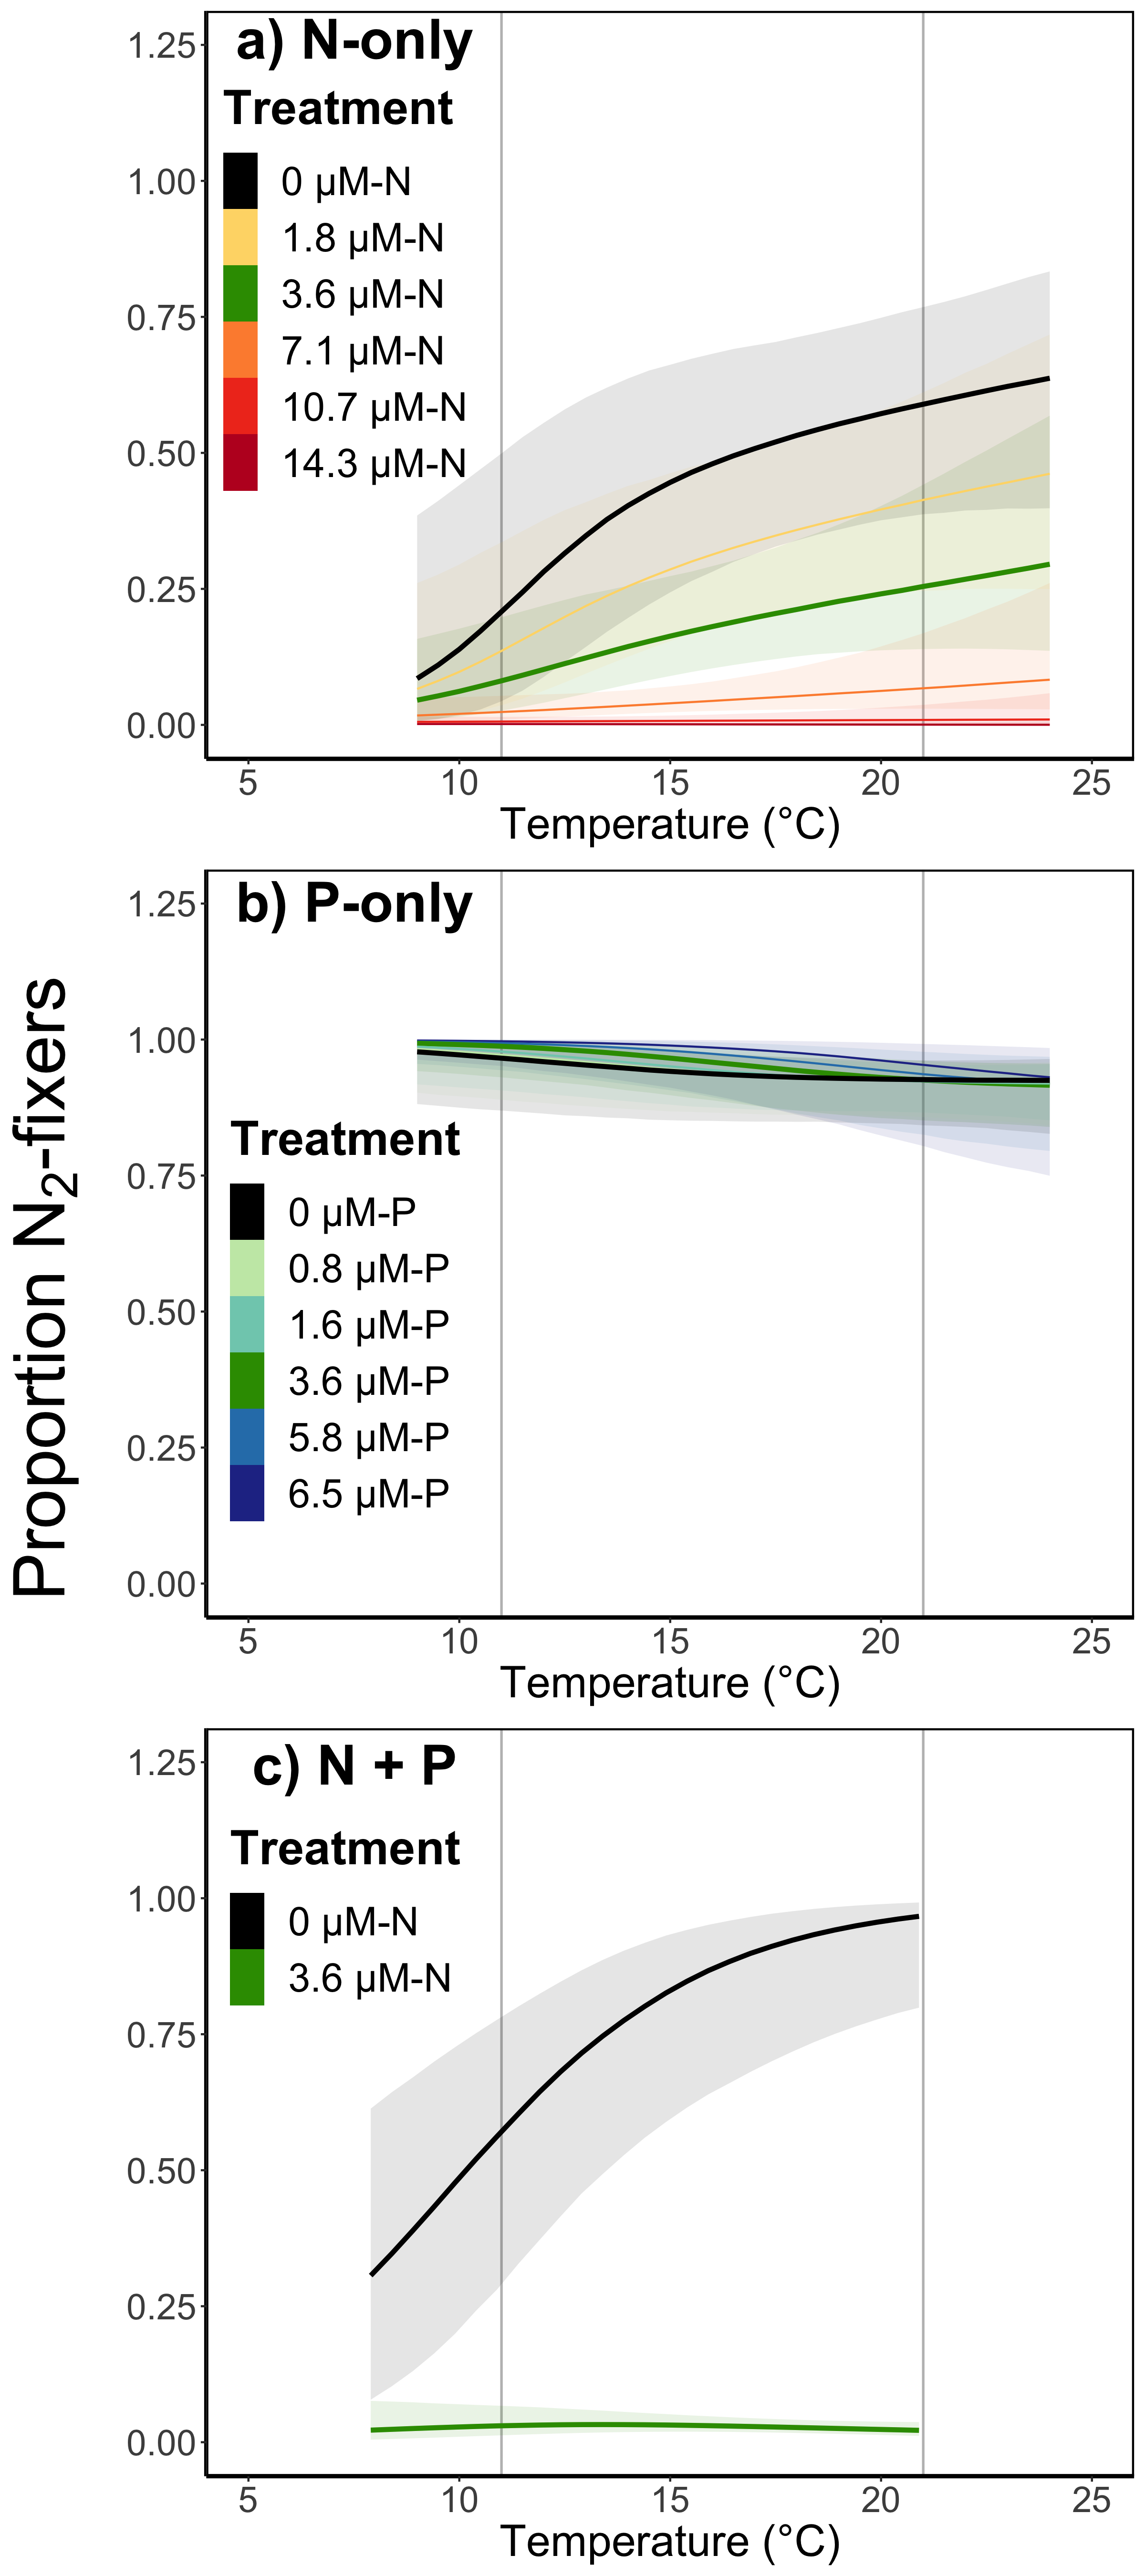 Proportion N₂-fixers
a) N-only
Treatment
0 µM-N
1.8 µM-N
3.6 µM-N
7.1 µM-N
10.7 µM-N
14.3 µM-N
1.25
1.00
0.75
0.50
0.25
0.00
5 10 15 20 25
Temperature (°C)
b) P-only
Treatment
0 µM-P
0.8 µM-P
1.6 µM-P
3.6 µM-P
5.8 µM-P
6.5 µM-P
1.25
1.00
0.75
0.50
0.25
0.00
5 10 15 20 25
Temperature (°C)
c) N + P
Treatment
0 µM-N
3.6 µM-N
1.25
1.00
0.75
0.50
0.25
0.00
5 10 15 20 25
Temperature (°C)